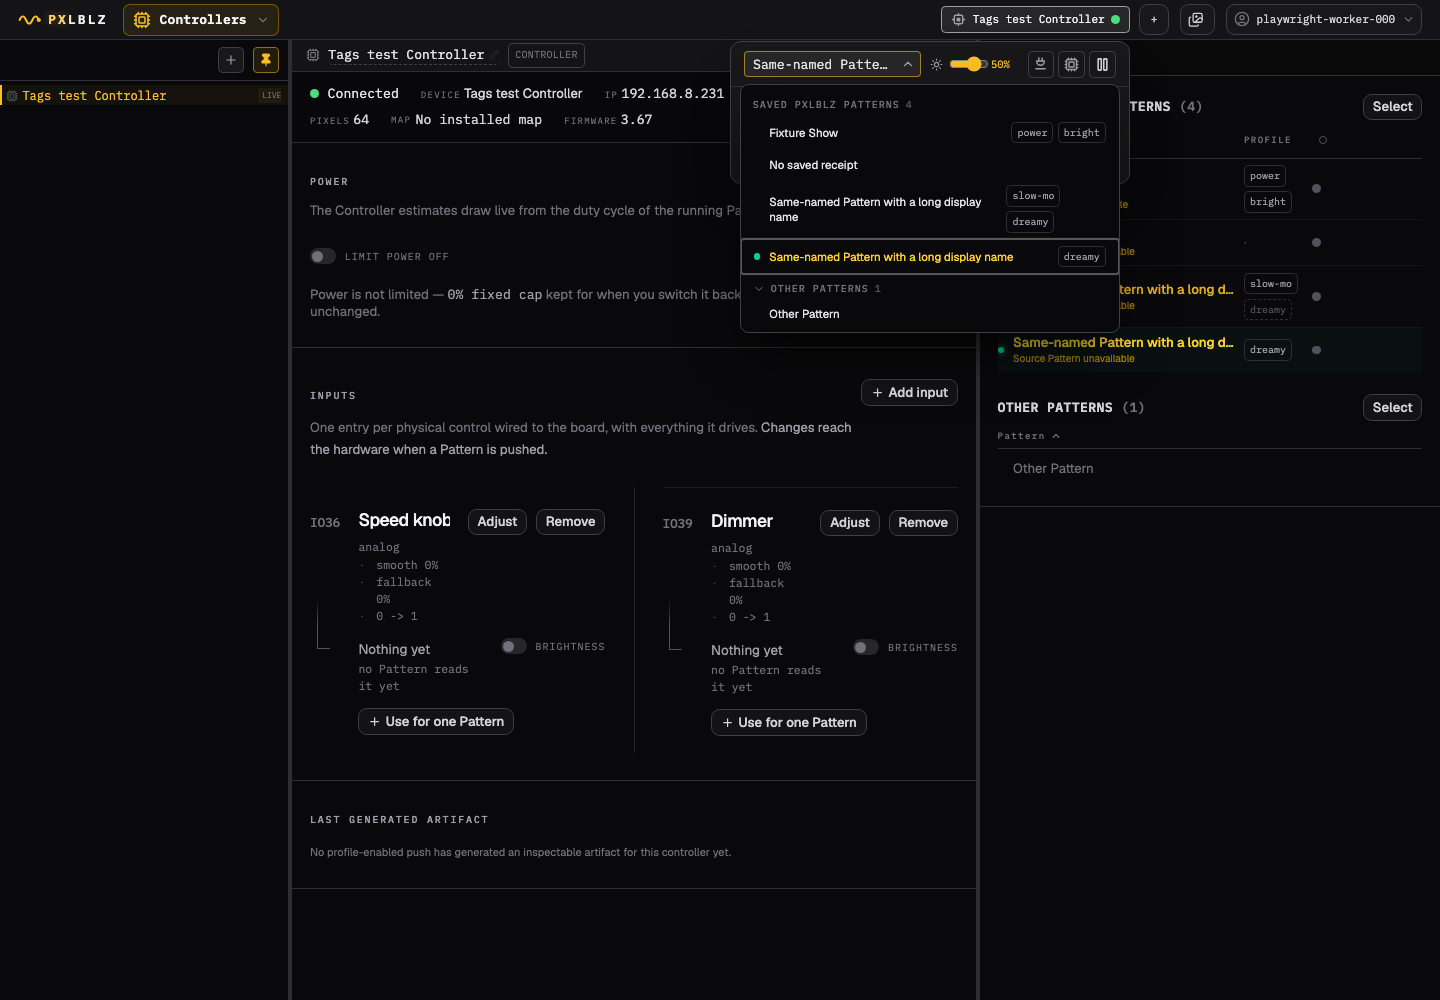 PXLBLZ
Controllers
Tags test Controller
+
playwright-worker-000
Tags test Controller
LIVE
Tags test Controller
CONTROLLER
Connected
DEVICE Tags test Controller
IP 192.168.8.231
PIXELS 64
MAP No installed map
FIRMWARE 3.67
Same-named Patte…
50%
SAVED PXLBLZ PATTERNS 4
Fixture Show
power
bright
No saved receipt
Same-named Pattern with a long display
name
slow-mo
dreamy
Same-named Pattern with a long display name
dreamy
OTHER PATTERNS 1
Other Pattern
POWER
The Controller estimates draw live from the duty cycle of the running Pa
LIMIT POWER OFF
Power is not limited — 0% fixed cap kept for when you switch it back
unchanged.
INPUTS
+ Add input
One entry per physical control wired to the board, with everything it drives. Changes reach
the hardware when a Pattern is pushed.
IO36
Speed knob
Adjust
Remove
analog
· smooth 0%
· fallback
0%
· 0 -> 1
Nothing yet
BRIGHTNESS
no Pattern reads
it yet
+ Use for one Pattern
IO39
Dimmer
Adjust
Remove
analog
· smooth 0%
· fallback
0%
· 0 -> 1
Nothing yet
BRIGHTNESS
no Pattern reads
it yet
+ Use for one Pattern
LAST GENERATED ARTIFACT
No profile-enabled push has generated an inspectable artifact for this controller yet.
TERNS (4)
Select
PROFILE
power
bright
le
-
ble
tern with a long d…
able
slow-mo
dreamy
Same-named Pattern with a long d…
Source Pattern unavailable
dreamy
OTHER PATTERNS (1)
Select
Pattern
Other Pattern